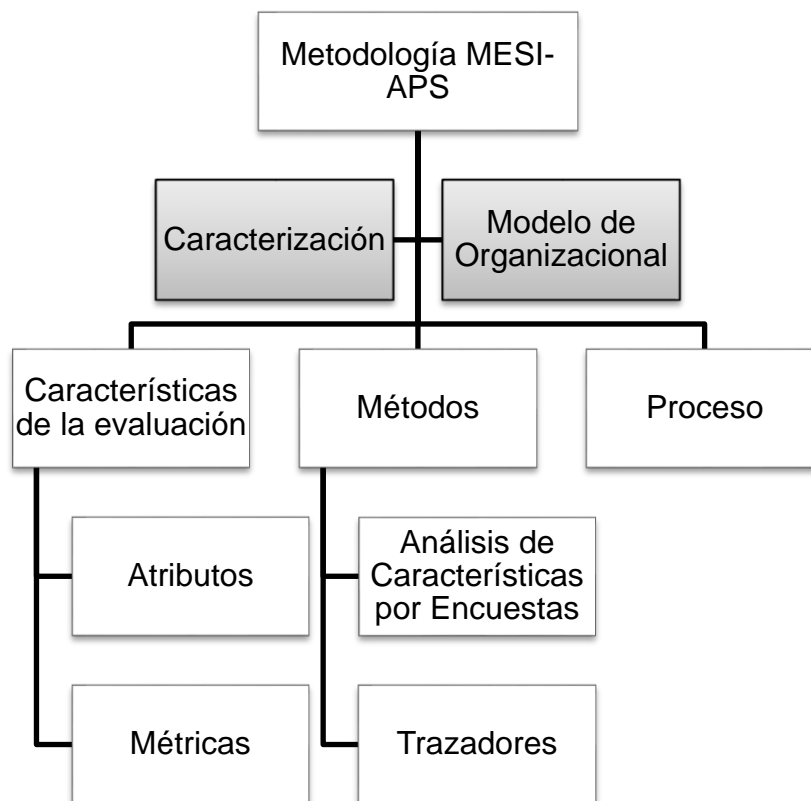 Metodología MESI-
APS
Caracterización
Modelo de
Organizacional
Características
de la evaluación
Métodos
Proceso
Atributos
Análisis de
Características
por Encuestas
Métricas
Trazadores